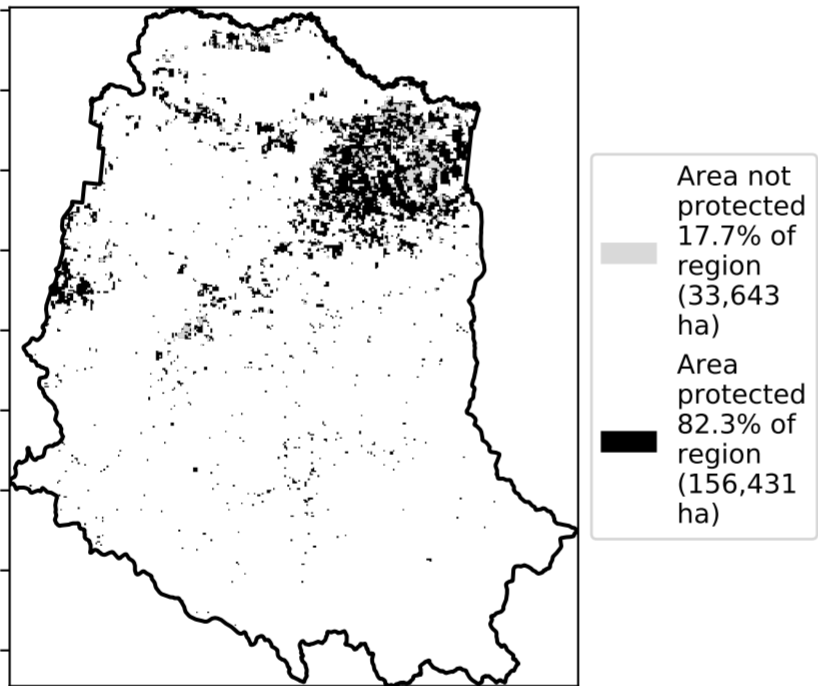 Area not
protected
17.7% of
region
(33,643
ha)
Area
protected
82.3% of
region
(156,431
ha)